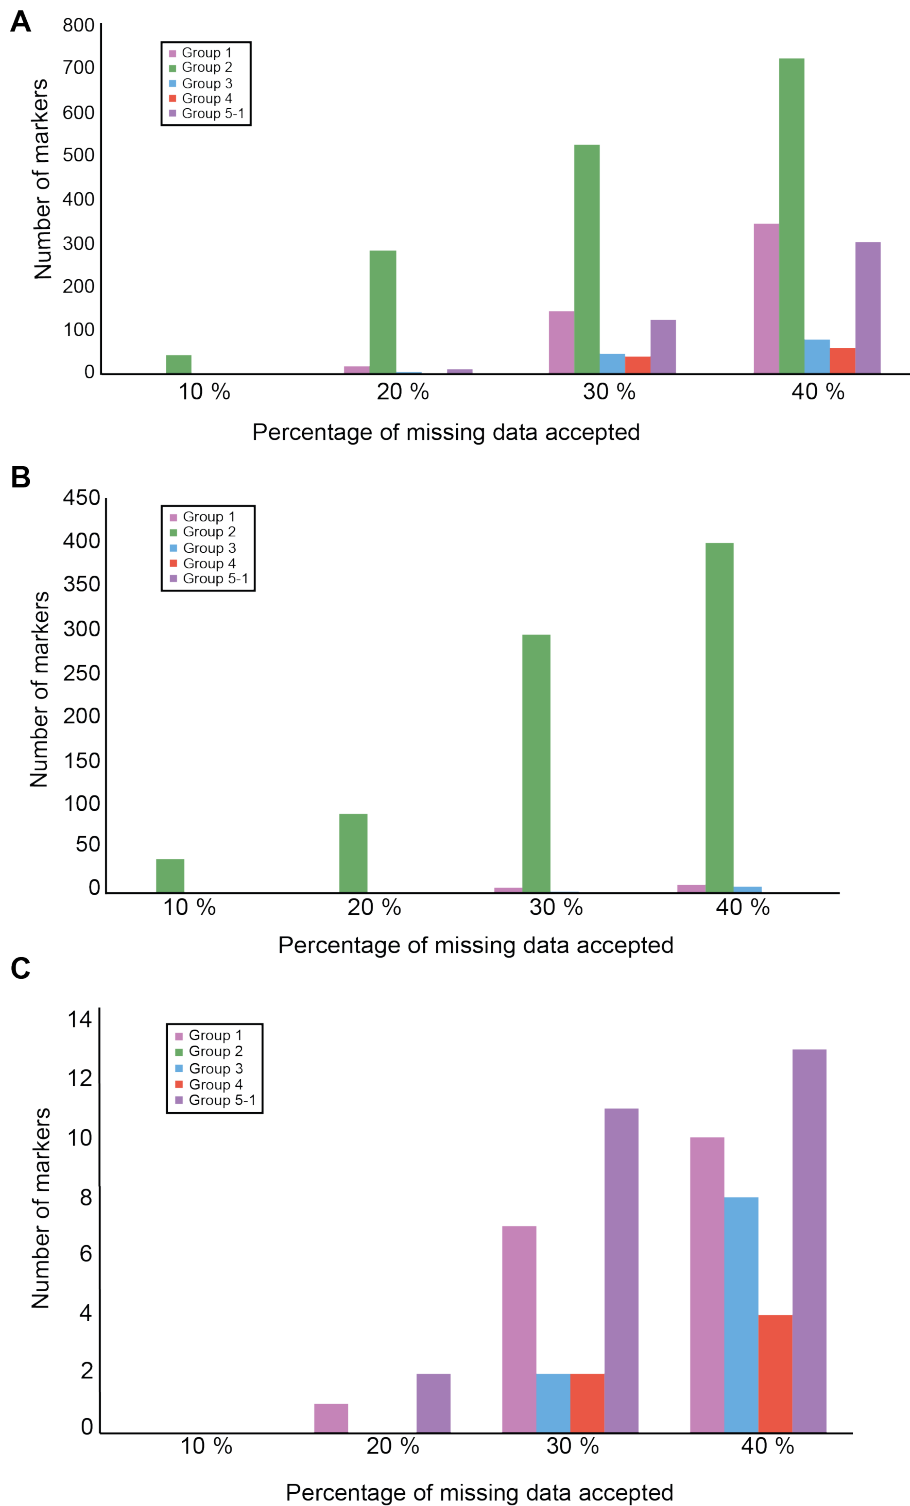 A
800
700
600
500
400
300
200
100
0
Number of markers
Group 1
Group 2
Group 3
Group 4
Group 5-1
10 % 20 % 30 % 40 %
Percentage of missing data accepted
B
450
400
350
300
250
200
150
100
50
0
Number of markers
Group 1
Group 2
Group 3
Group 4
Group 5-1
10 % 20 % 30 % 40 %
Percentage of missing data accepted
C
14
12
10
8
6
4
2
0
Number of markers
Group 1
Group 2
Group 3
Group 4
Group 5-1
10 % 20 % 30 % 40 %
Percentage of missing data accepted